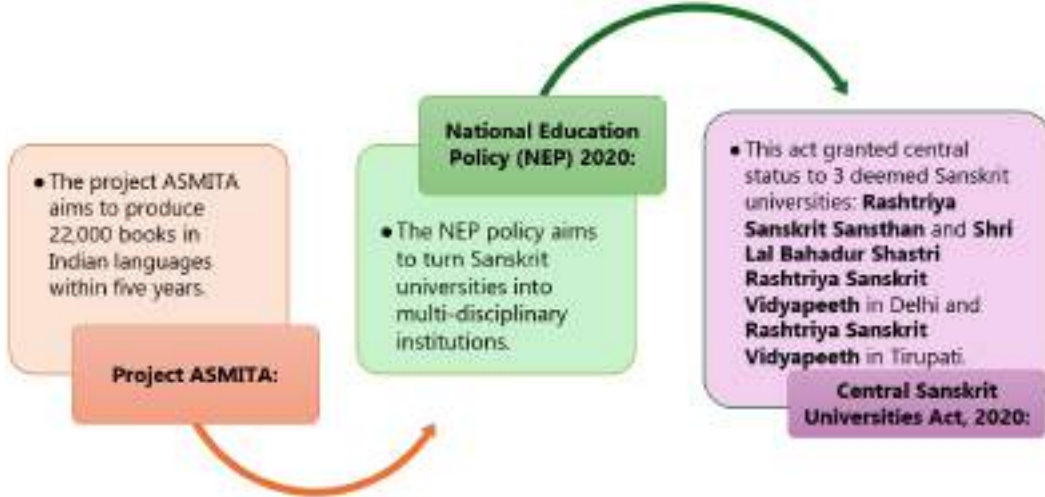 • The project ASMITA
aims to produce
22,000 books in
Indian languages
within five years.
Project ASMITA:
National Education
Policy (NEP) 2020:
• The NEP policy aims
to turn Sanskrit
universities into
multi-disciplinary
institutions.
• This act granted central
status to 3 deemed Sanskrit
universities: Rashtriya
Sanskrit Sansthan and Shri
Lal Bahadur Shastri
Rashtriya Sanskrit
Vidyapeeth in Delhi and
Rashtriya Sanskrit
Vidyapeeth in Tirupati.
Central Sanskrit
Universities Act, 2020: